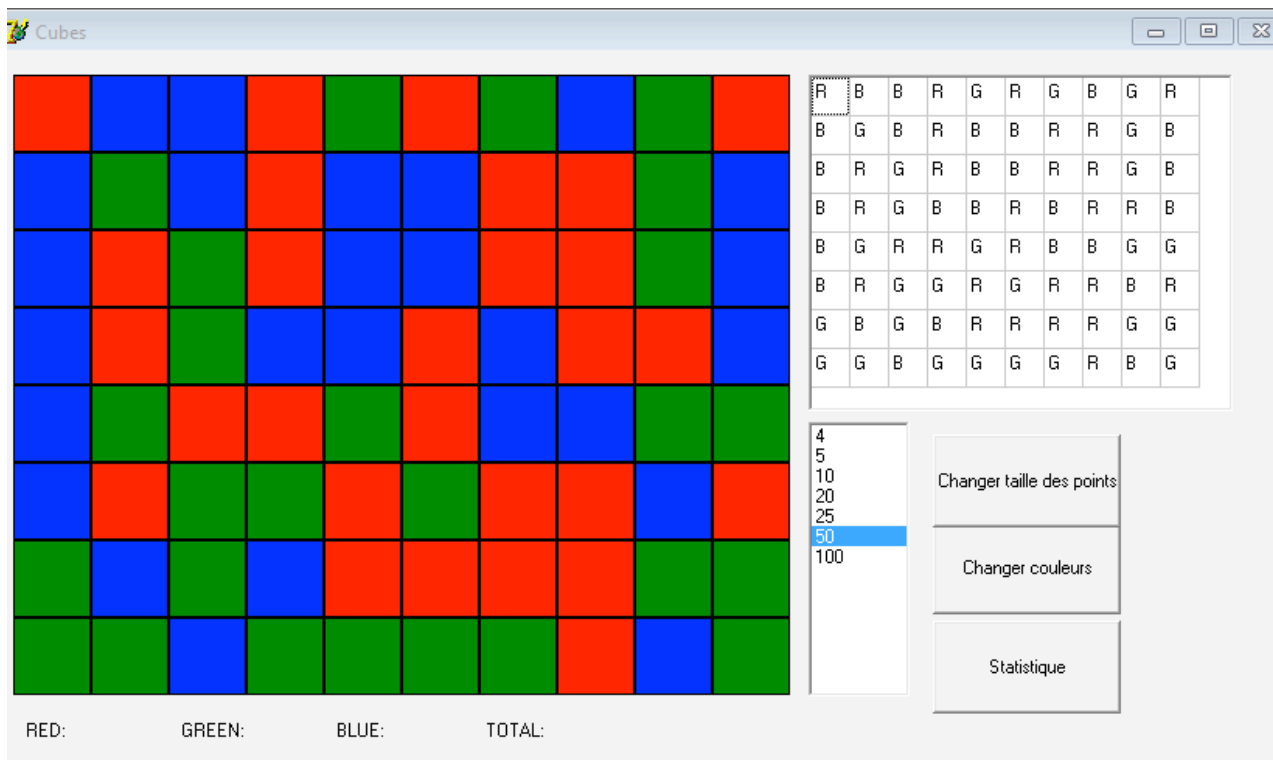 Cubes
R B B R G R G B G R
B G B R B B R R G B
B R G R B B R R G B
B R G B B R B R R B
B G R R G R B B G G
B R G G R G R R B R
G B G B R R R R G G
G G B G G G G R B G
4
5
10
20
25
50
100
Changer taille des points
Changer couleurs
Statistique
RED: GREEN: BLUE: TOTAL: